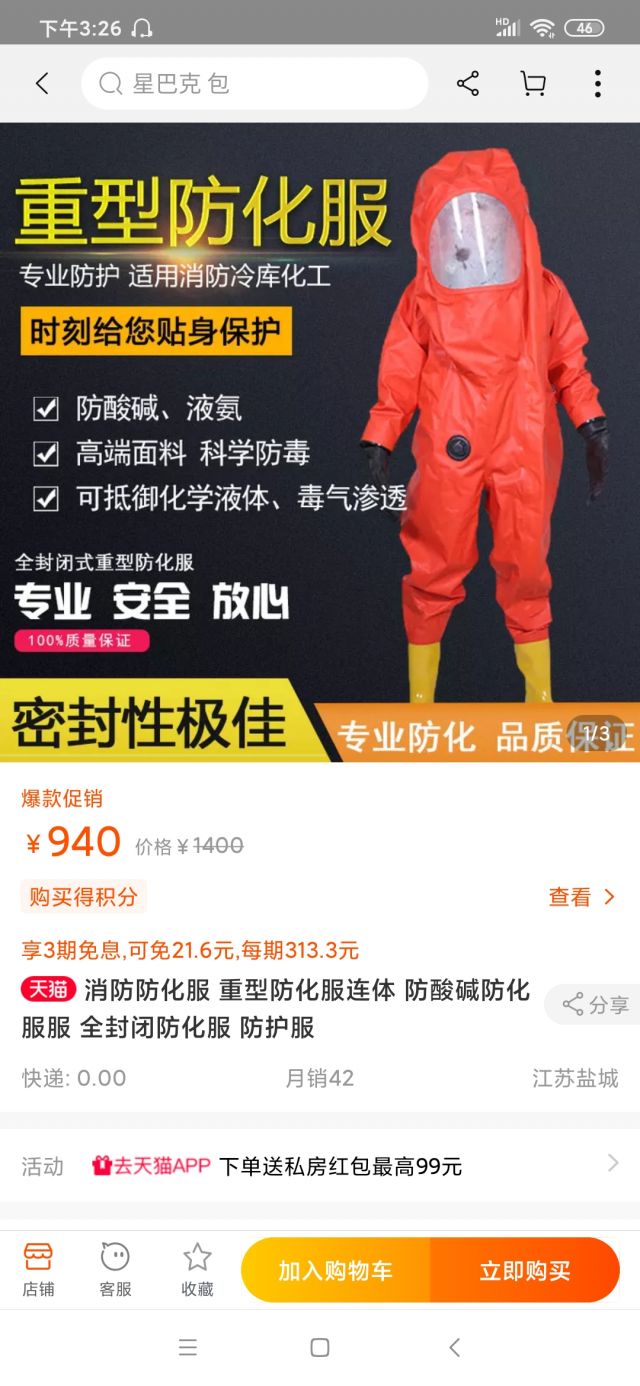 下午3:26
HD
46
星巴克 包
重型防化服
专业防护 适用消防冷库化工
时刻给您贴身保护
防酸碱、液氨
高端面料 科学防毒
可抵御化学液体、毒气渗透
全封闭式重型防化服
专业 安全 放心
100%质量保证
密封性极佳
专业防化 品质保证
1/3
爆款促销
¥940 价格¥1400
购买得积分
查看
享3期免息,可免21.6元,每期313.3元
天猫 消防防化服 重型防化服连体 防酸碱防化
服服 全封闭防化服 防护服
分享
快递: 0.00 月销42 江苏盐城
活动 去天猫APP 下单送私房红包最高99元
店铺 客服 收藏 加入购物车 立即购买